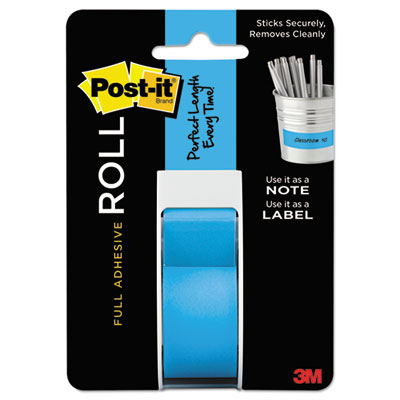 Sticks Securely,
Removes Cleanly
Post-it
Brand
Perfect Length
Every Time!
FULL ADHESIVE
ROLL
Use it as a
NOTE
Use it as a
LABEL
3M